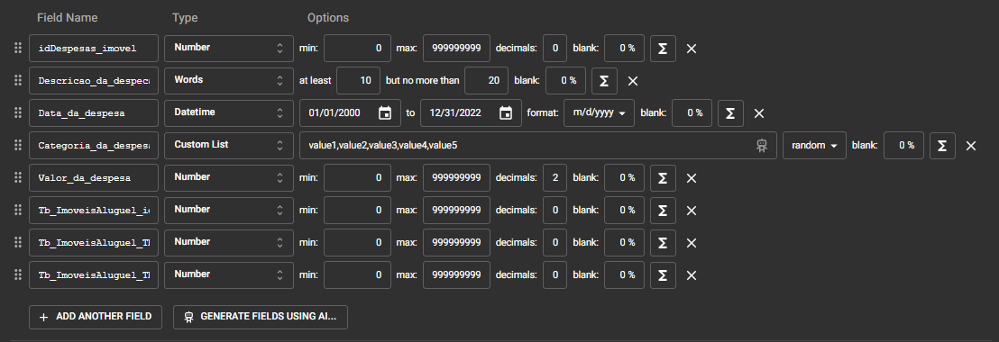 Field Name Type Options
idDespesas_imovel Number min: 0 max: 999999999 decimals: 0 blank: 0 % Σ
Descricao_da_despec Words at least 10 but no more than 20 blank: 0 % Σ
Data_da_despesa Datetime 01/01/2000 to 12/31/2022 format: m/d/yyyy blank: 0 % Σ
Categoria_da_despesa Custom List value1,value2,value3,value4,value5 random blank: 0 % Σ
Valor_da_despesa Number min: 0 max: 999999999 decimals: 2 blank: 0 % Σ
Tb_ImoveisAluguel_i Number min: 0 max: 999999999 decimals: 0 blank: 0 % Σ
Tb_ImoveisAluguel_T Number min: 0 max: 999999999 decimals: 0 blank: 0 % Σ
Tb_ImoveisAluguel_T Number min: 0 max: 999999999 decimals: 0 blank: 0 % Σ
+ ADD ANOTHER FIELD GENERATE FIELDS USING AI...